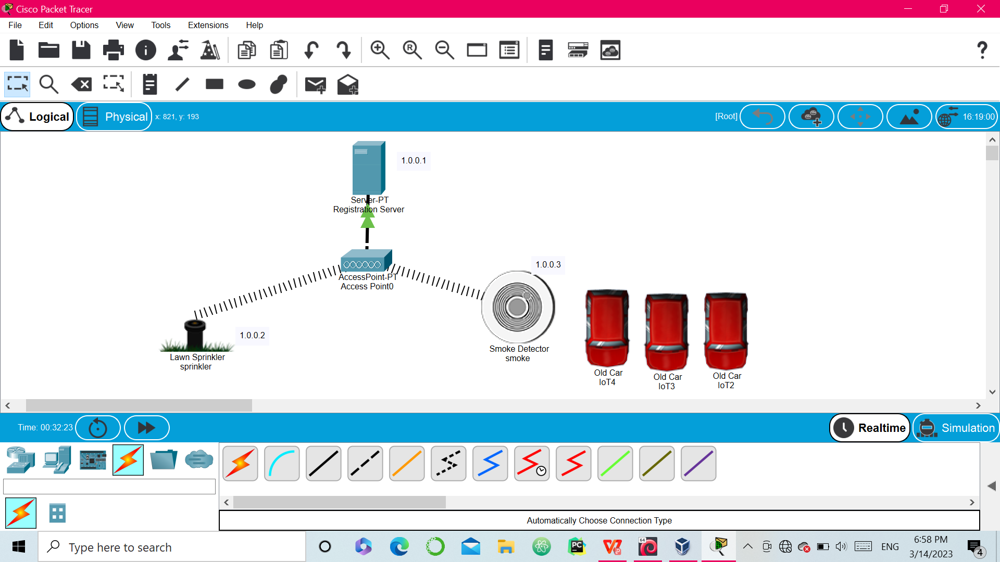 Cisco Packet Tracer
File Edit Options View Tools Extensions Help
Logical
Physical
x: 821, y: 193
[Root]
16:19:00
1.0.0.1
Server-PT
Registration Server
AccessPoint-PT
Access Point0
1.0.0.3
Smoke Detector
smoke
1.0.0.2
Lawn Sprinkler
sprinkler
Old Car
IoT4
Old Car
IoT3
Old Car
IoT2
Time: 00:32:23
Realtime
Simulation
Automatically Choose Connection Type
Type here to search
PC
64
ENG
6:58 PM
3/14/2023
4